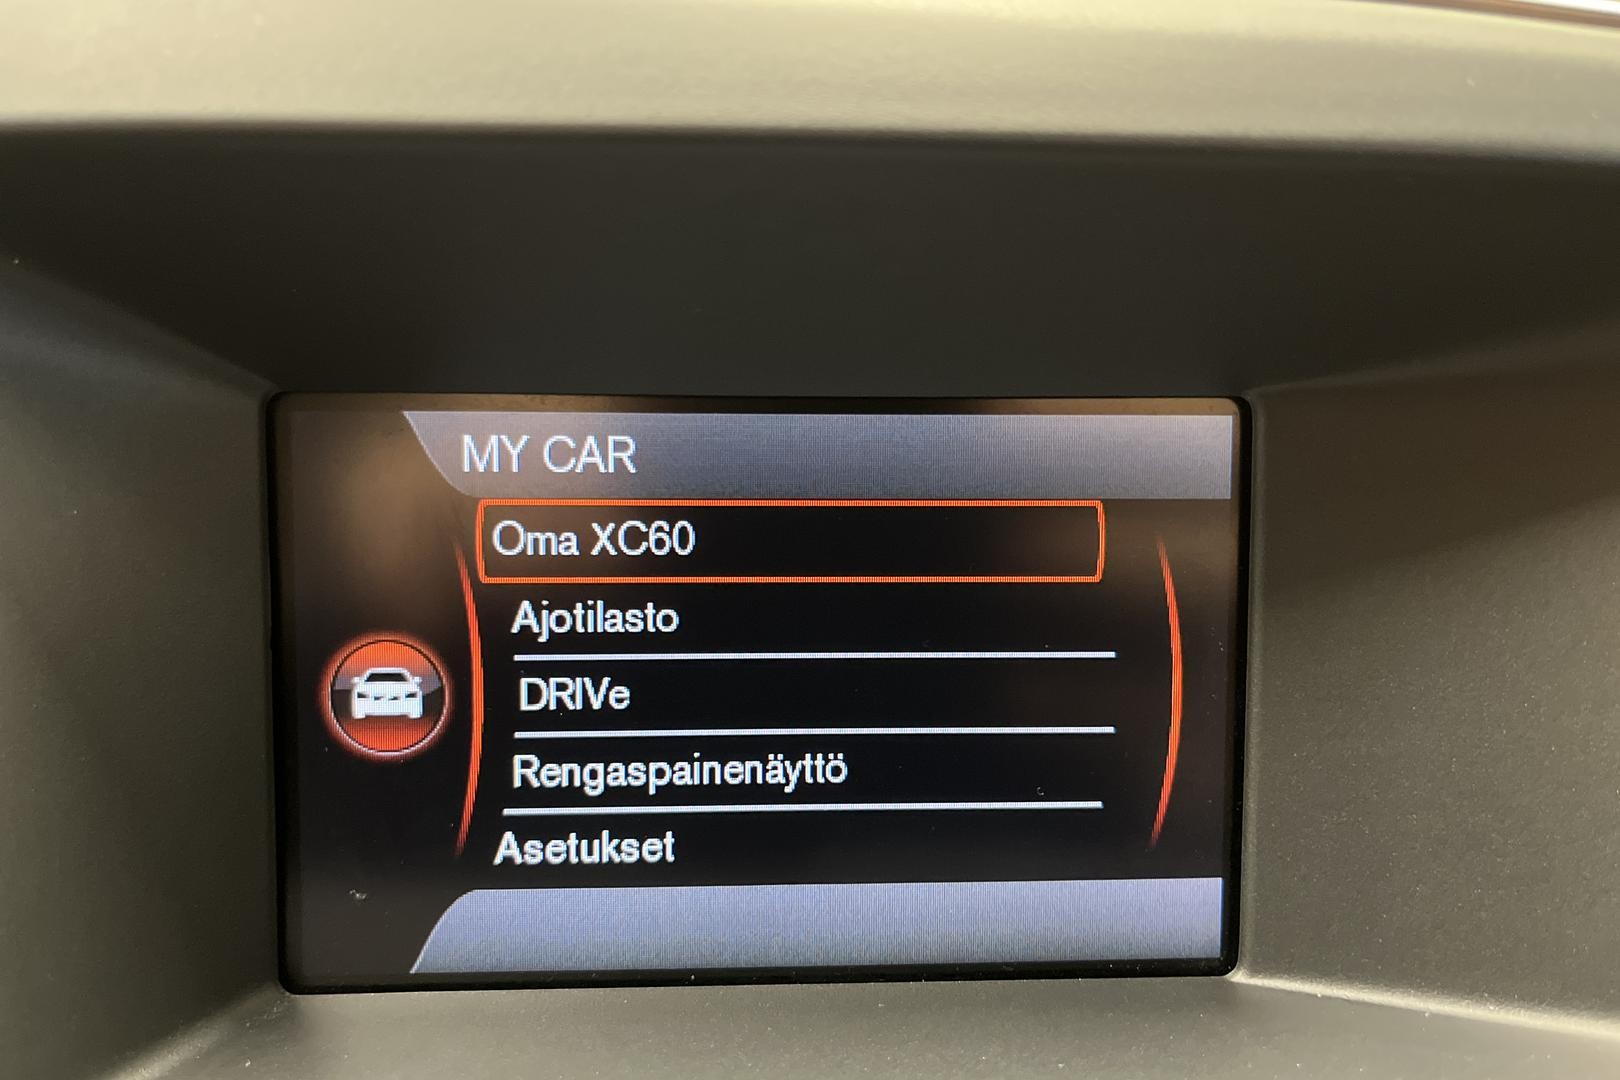 MY CAR
Oma XC60
Ajotilasto
DRIVe
Rengaspainenäyttö
Asetukset